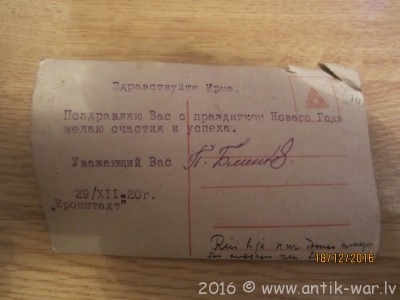 Здравствуйте Ирма.
Поздравляю Вас с праздником Новаго Года
желаю счастия и успеха.
Уважающий Вас П.
29/XII-20г.
"Кронштадт"
18/12/2016
2016 © www.antik-war.lv